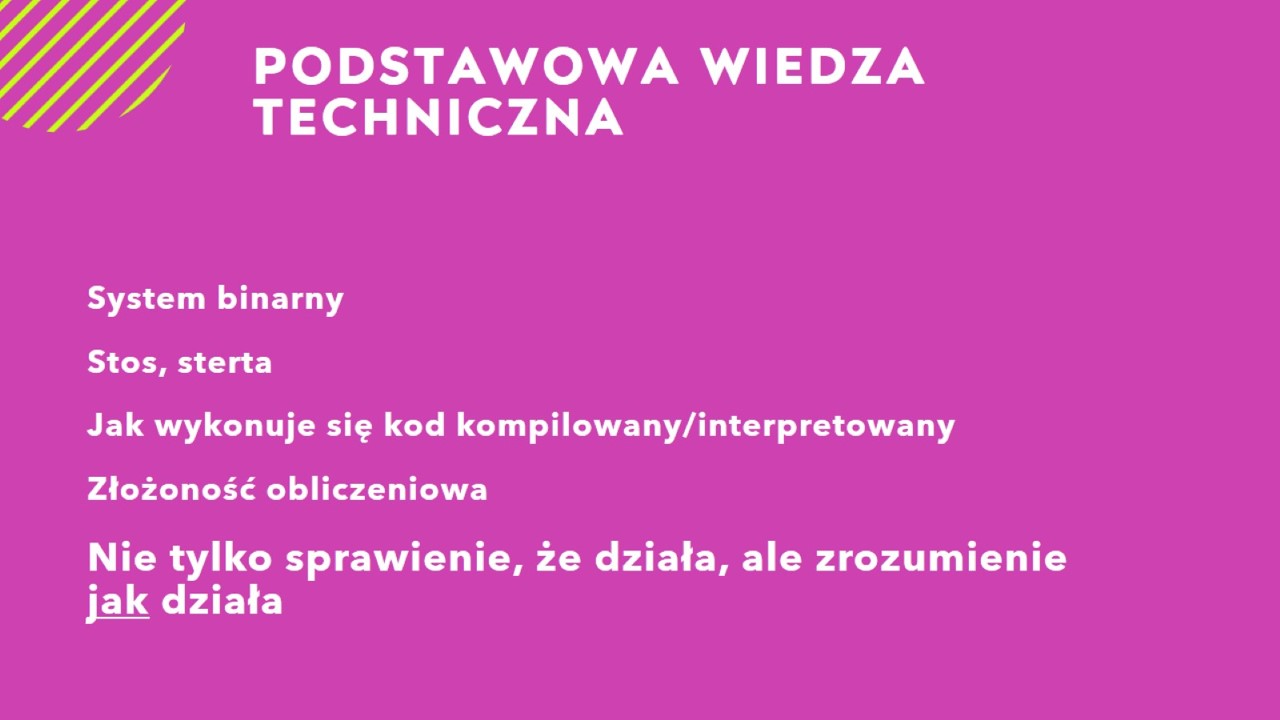 PODSTAWOWA WIEDZA
TECHNICZNA
System binarny
Stos, sterta
Jak wykonuje się kod kompilowany/interpretowany
Złożoność obliczeniowa
Nie tylko sprawienie, że działa, ale zrozumienie
jak działa